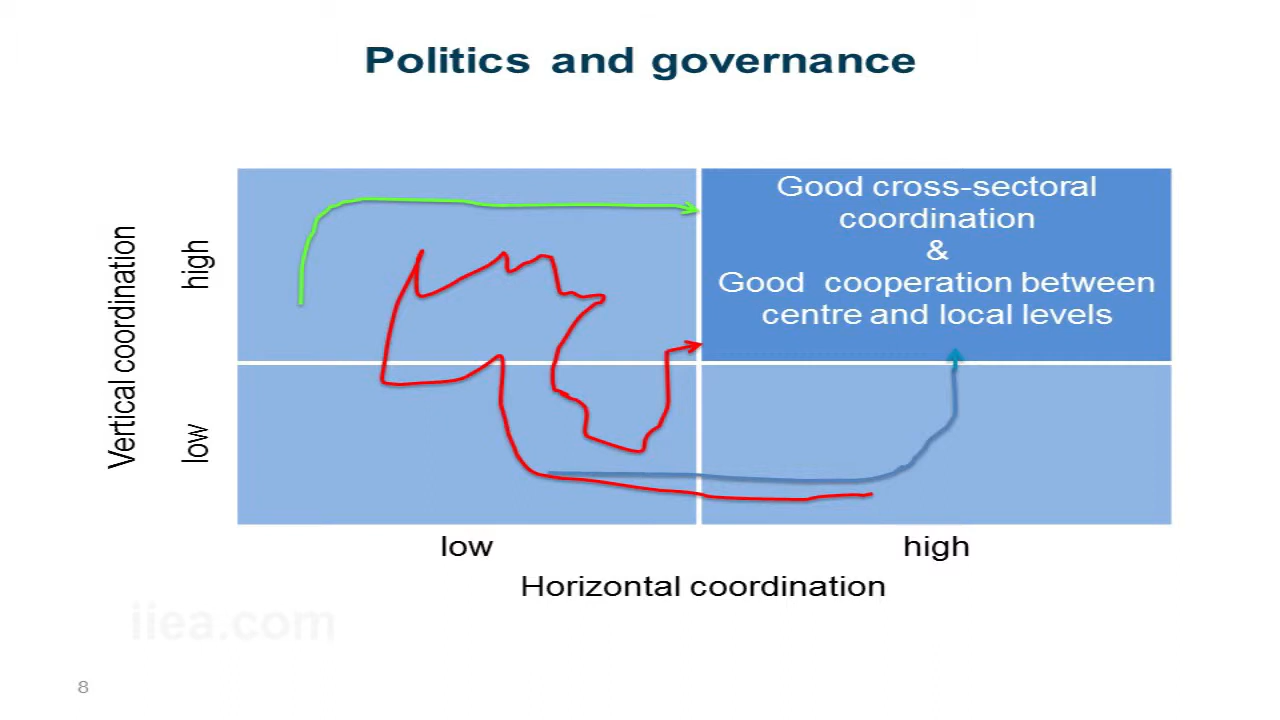 Politics and governance
Good cross-sectoral
coordination
&
Good cooperation between
centre and local levels
Vertical coordination
high
low
low
high
Horizontal coordination
iiea.com
8